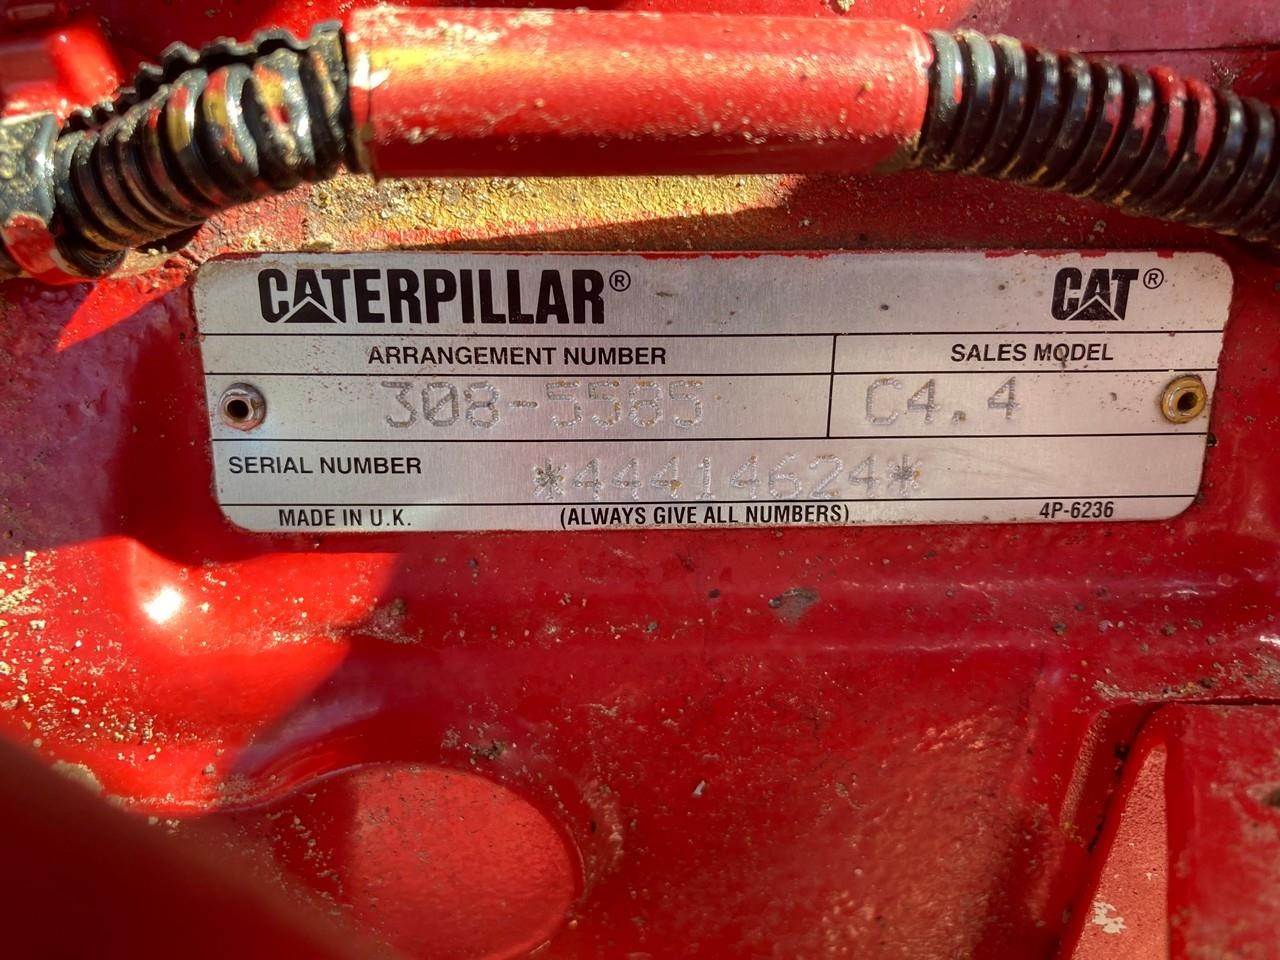 CATERPILLAR® CAT®
ARRANGEMENT NUMBER SALES MODEL
308-5585 C4.4
SERIAL NUMBER *44414624*
MADE IN U.K. (ALWAYS GIVE ALL NUMBERS) 4P-6236